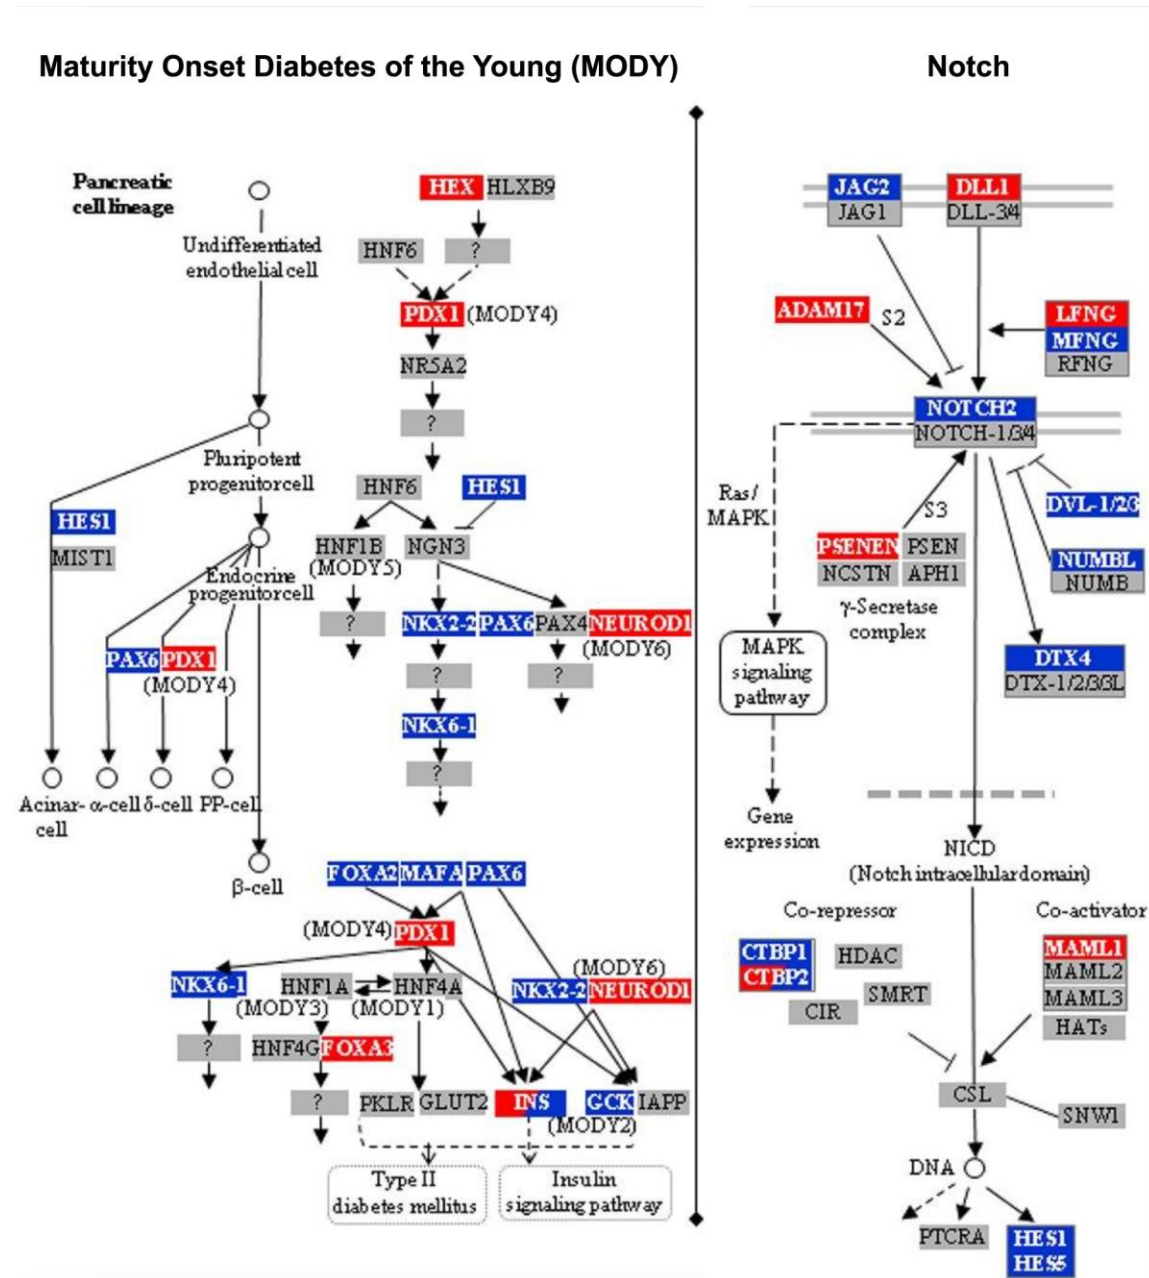 Maturity Onset Diabetes of the Young (MODY)
Pancreatic
cell lineage
Undifferentiated
endothelial cell
Pluripotent
progenitor cell
Endocrine
progenitor cell
HES1
MIST1
PAX6 PDX1
(MODY4)
Acinar-
cell
α-cell
δ-cell
PP-cell
β-cell
HEX HLXB9
HNF6
?
PDX1 (MODY4)
NR5A2
?
HNF6
HES1
HNF1B
(MODY5)
NGN3
?
NKX2-2 PAX6 PAX4 NEUROD1
(MODY6)
?
?
NKX6-1
?
FOXA2 MAFA PAX6
(MODY4) PDX1
NKX6-1
HNF1A
(MODY3)
HNF4A
(MODY1)
(MODY6)
NKX2-2 NEUROD1
?
HNF4G FOXA3
?
PKLR GLUT2
INS
GCK IAPP
(MODY2)
Type II
diabetes mellitus
Insulin
signaling pathway
Notch
JAG2
JAG1
DLL1
DLL-3/4
ADAM17
S2
LFNG
MFNG
RFNG
NOTCH2
NOTCH-1/3/4
Ras/
MAPK
S3
PSENEN PSEN
NCSTN APH1
γ-Secretase
complex
DVL-1/2/3
NUMBL
NUMB
DTX4
DTX-1/2/3/3L
MAPK
signaling
pathway
Gene
expression
NICD
(Notch intracellular domain)
Co-repressor
Co-activator
CTBP1
CTBP2
HDAC
SMRT
CIR
MAML1
MAML2
MAML3
HATs
CSL
SNW1
DNA
PTCRA
HES1
HES5